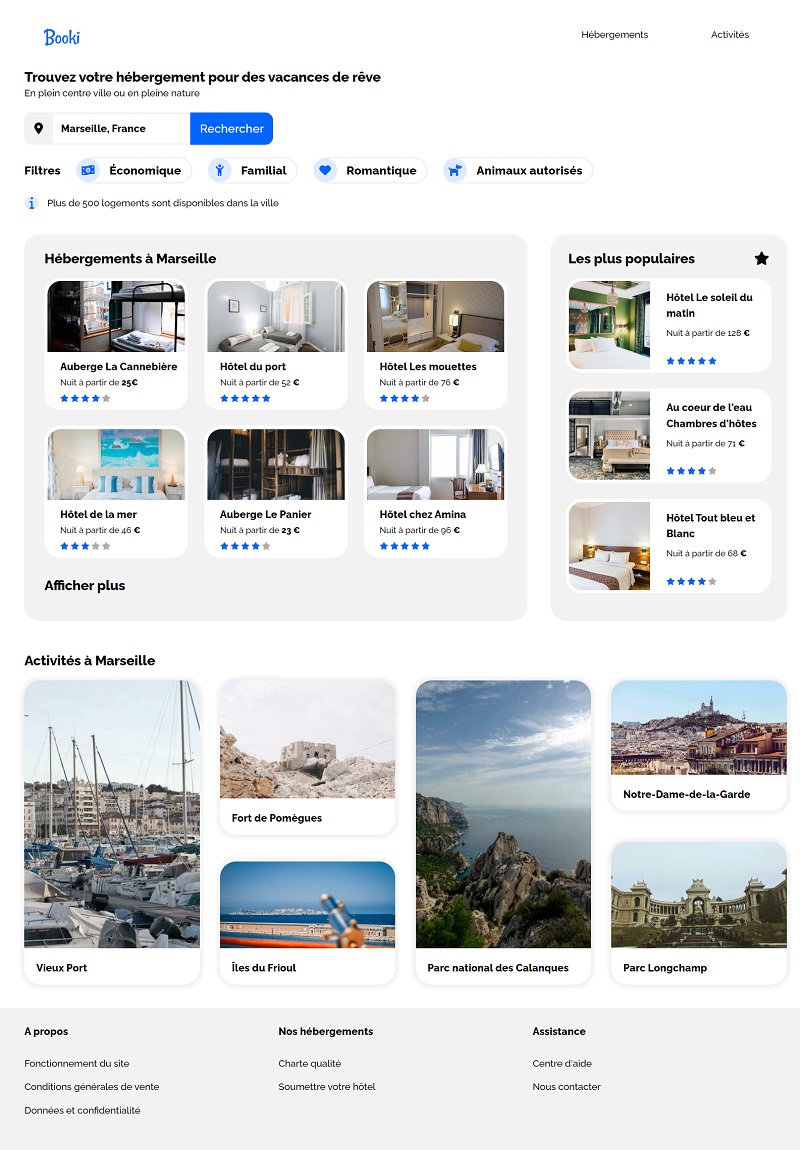 Booki
Hébergements
Activités
Trouvez votre hébergement pour des vacances de rêve
En plein centre ville ou en pleine nature
Marseille, France
Rechercher
Filtres
Économique
Familial
Romantique
Animaux autorisés
Plus de 500 logements sont disponibles dans la ville
Hébergements à Marseille
Auberge La Cannebière
Nuit à partir de 25€
Hôtel du port
Nuit à partir de 52 €
Hôtel Les mouettes
Nuit à partir de 76 €
Hôtel de la mer
Nuit à partir de 46 €
Auberge Le Panier
Nuit à partir de 23 €
Hôtel chez Amina
Nuit à partir de 96 €
Afficher plus
Les plus populaires
Hôtel Le soleil du
matin
Nuit à partir de 128 €
Au coeur de l'eau
Chambres d'hôtes
Nuit à partir de 71 €
Hôtel Tout bleu et
Blanc
Nuit à partir de 68 €
Activités à Marseille
Vieux Port
Fort de Pomègues
Îles du Frioul
Parc national des Calanques
Notre-Dame-de-la-Garde
Parc Longchamp
A propos
Fonctionnement du site
Conditions générales de vente
Données et confidentialité
Nos hébergements
Charte qualité
Soumettre votre hôtel
Assistance
Centre d'aide
Nous contacter